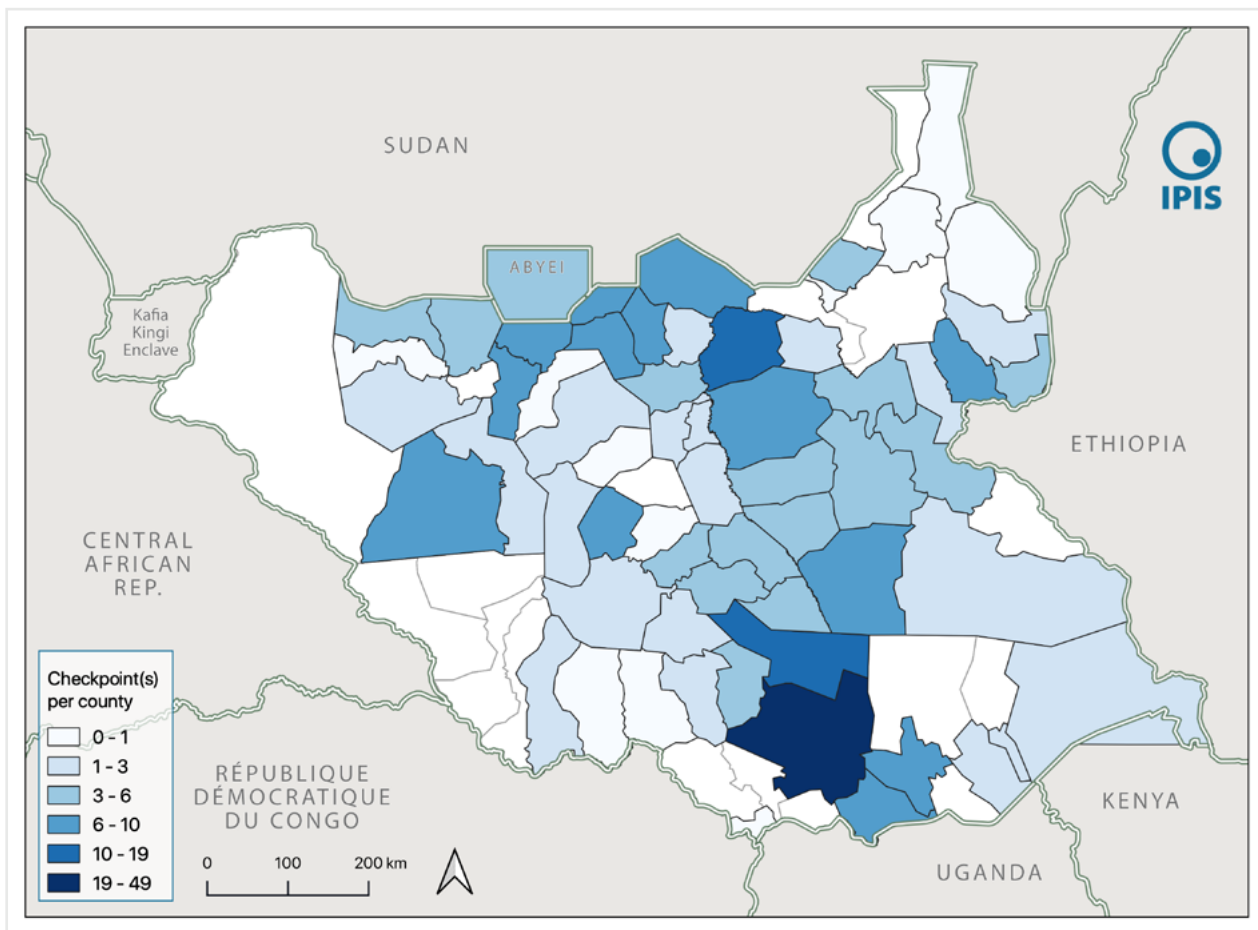 SUDAN
IPIS
ABYEI
Kafia
Kingi
Enclave
ETHIOPIA
CENTRAL
AFRICAN
REP.
Checkpoint(s)
per county
0 - 1
1 - 3
3 - 6
6 - 10
10 - 19
19 - 49
RÉPUBLIQUE
DÉMOCRATIQUE
DU CONGO
0 100 200 km
KENYA
UGANDA